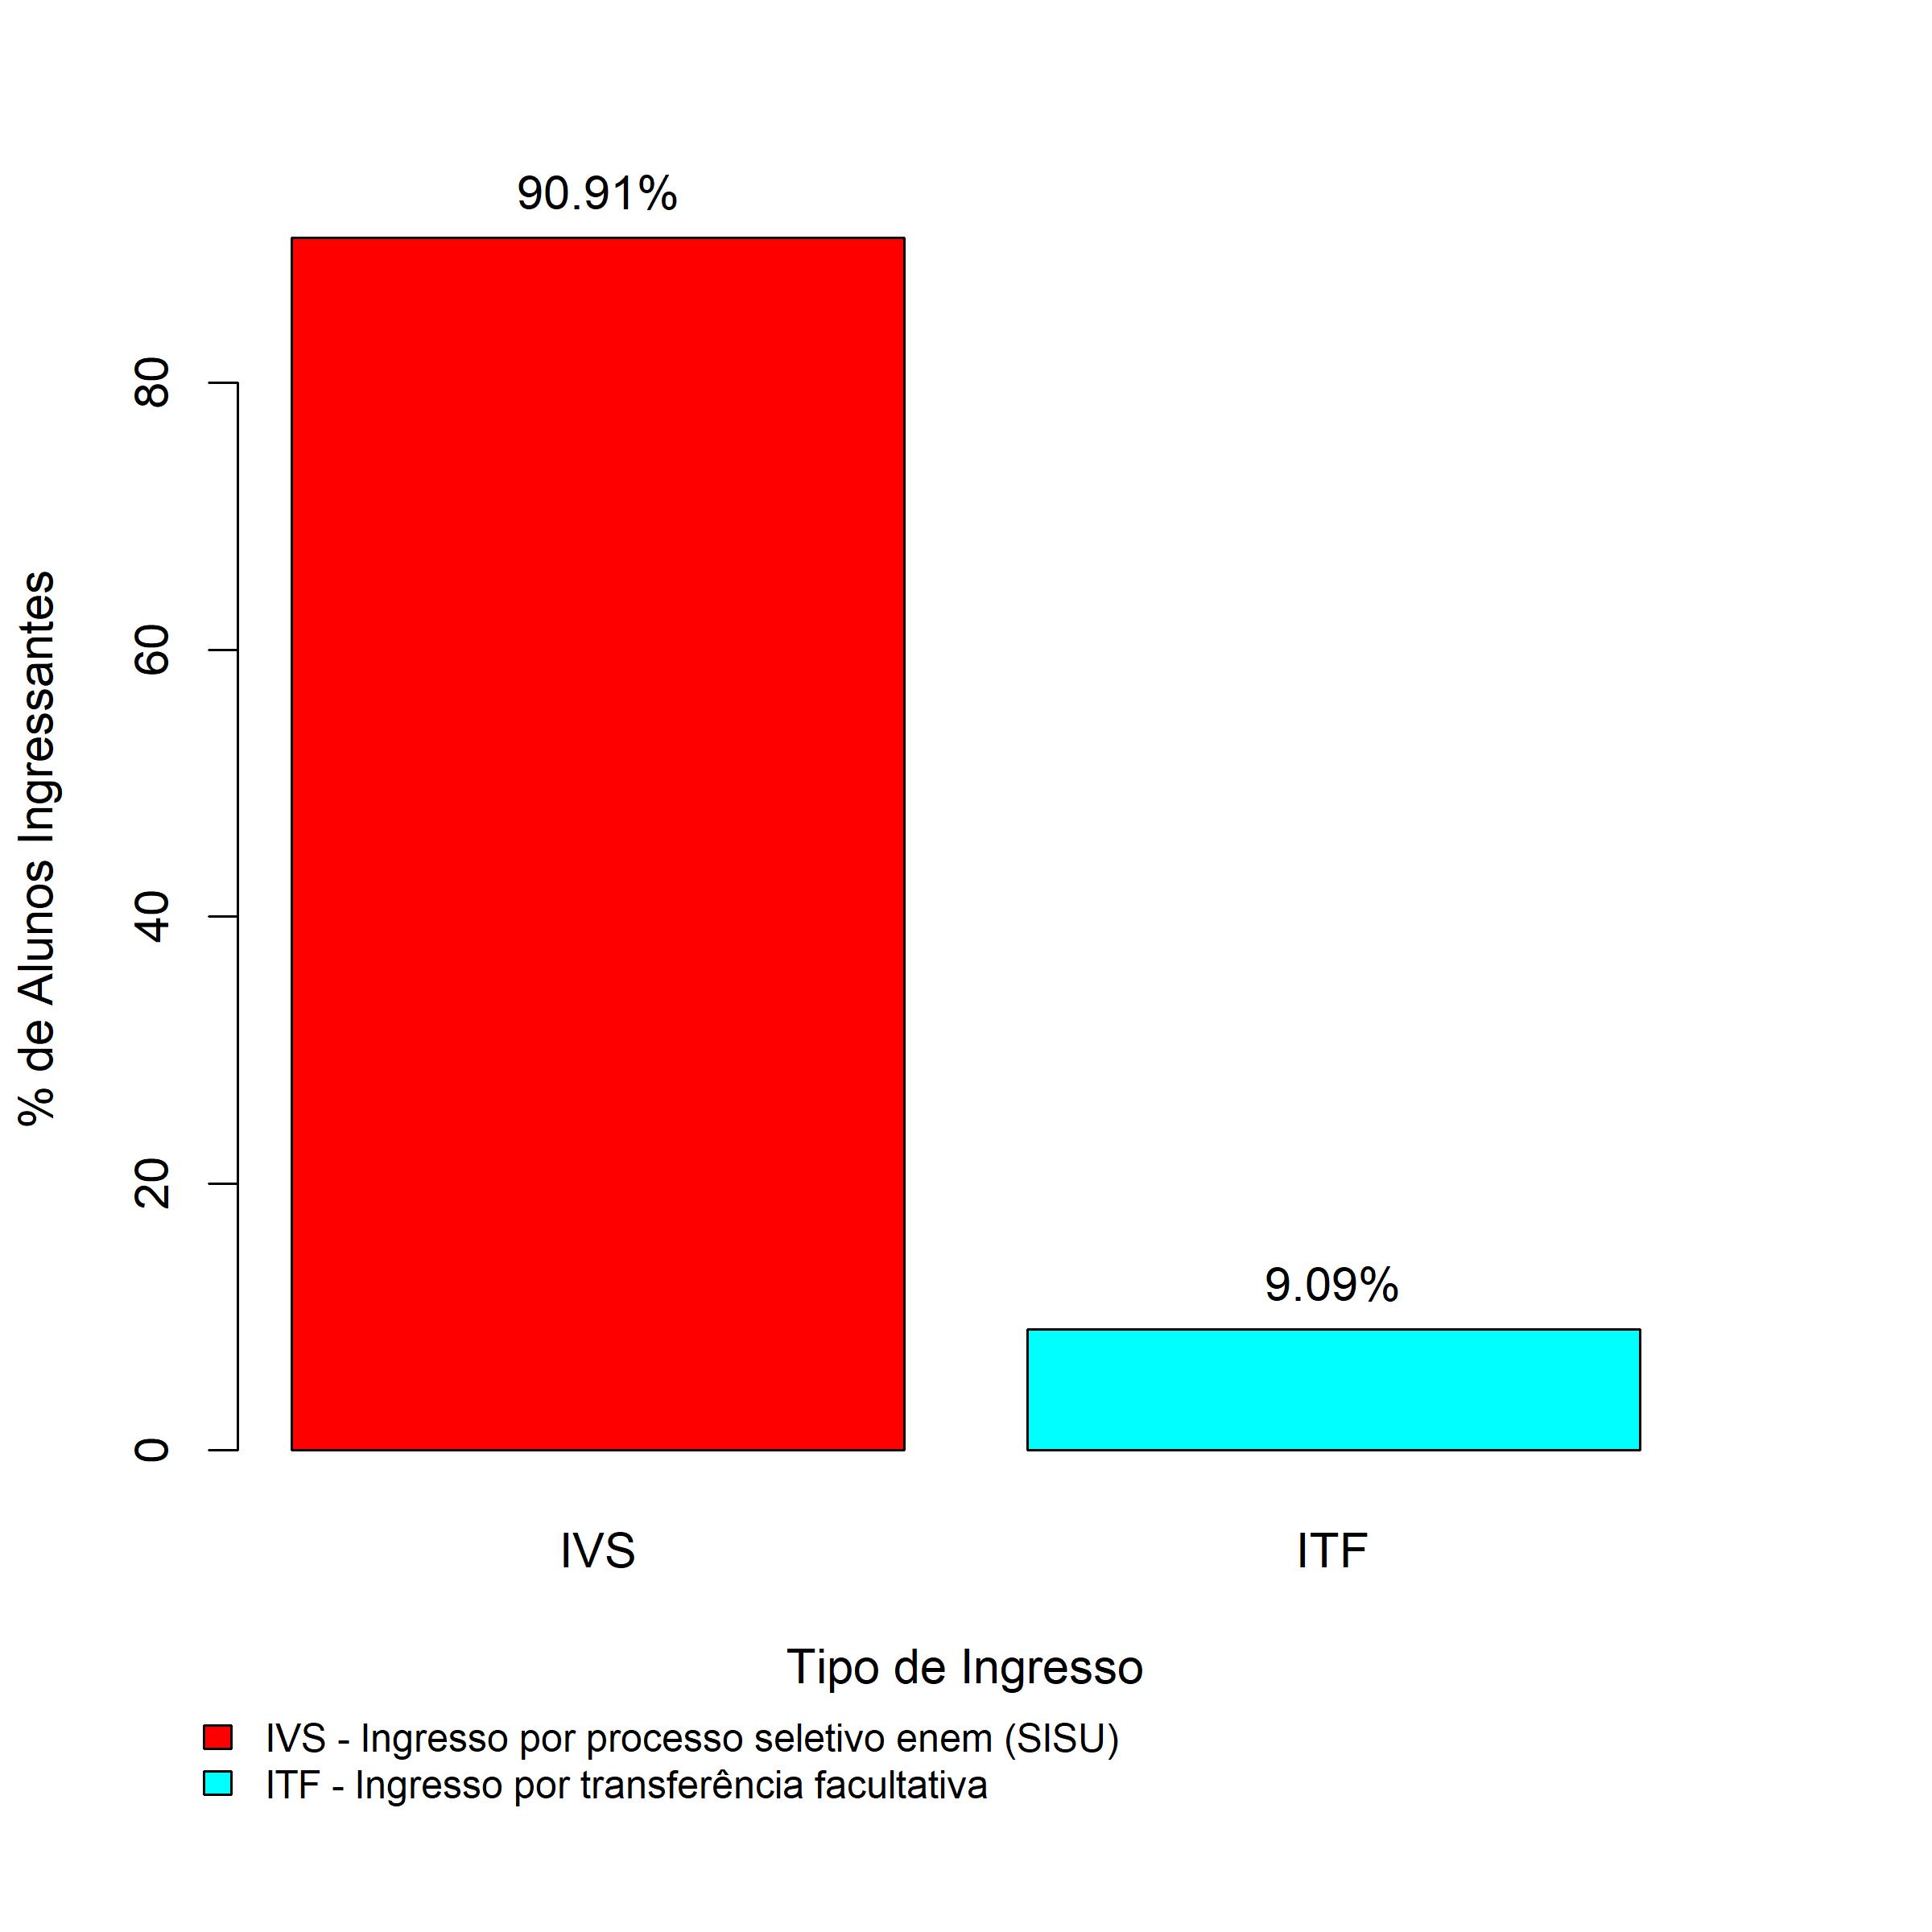 90.91%
80
60
40
20
0
% de Alunos Ingressantes
9.09%
IVS
ITF
Tipo de Ingresso
IVS - Ingresso por processo seletivo enem (SISU)
ITF - Ingresso por transferência facultativa